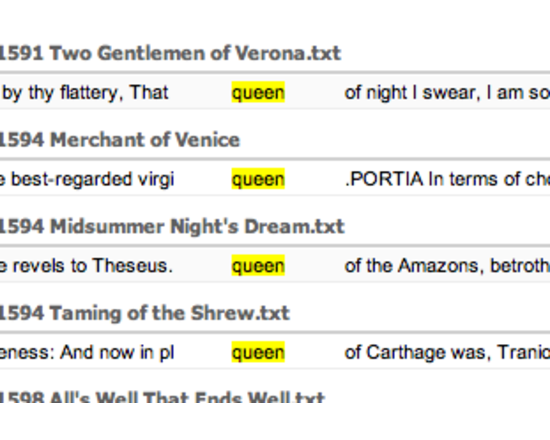 1591 Two Gentlemen of Verona.txt
by thy flattery, That queen of night I swear, I am so
1594 Merchant of Venice
e best-regarded virgi queen .PORTIA In terms of cho
1594 Midsummer Night's Dream.txt
e revels to Theseus. queen of the Amazons, betroth
1594 Taming of the Shrew.txt
eness: And now in pl queen of Carthage was, Tranio
1598 All's Well That Ends Well.txt